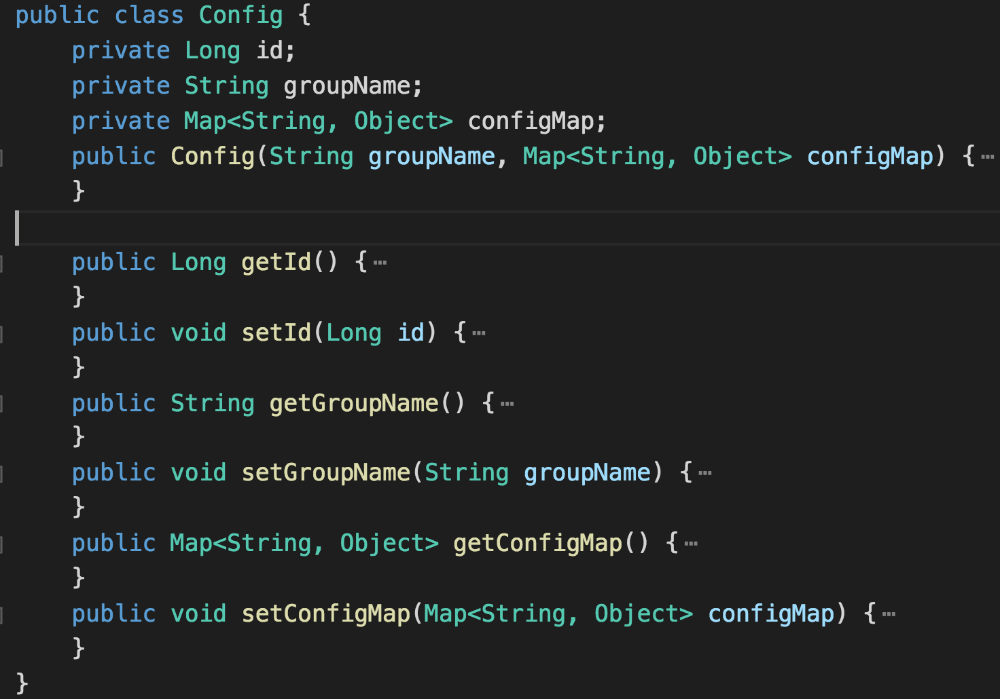 public class Config {
    private Long id;
    private String groupName;
    private Map<String, Object> configMap;
    public Config(String groupName, Map<String, Object> configMap) {…
    }

    public Long getId() {…
    }
    public void setId(Long id) {…
    }
    public String getGroupName() {…
    }
    public void setGroupName(String groupName) {…
    }
    public Map<String, Object> getConfigMap() {…
    }
    public void setConfigMap(Map<String, Object> configMap) {…
    }
}